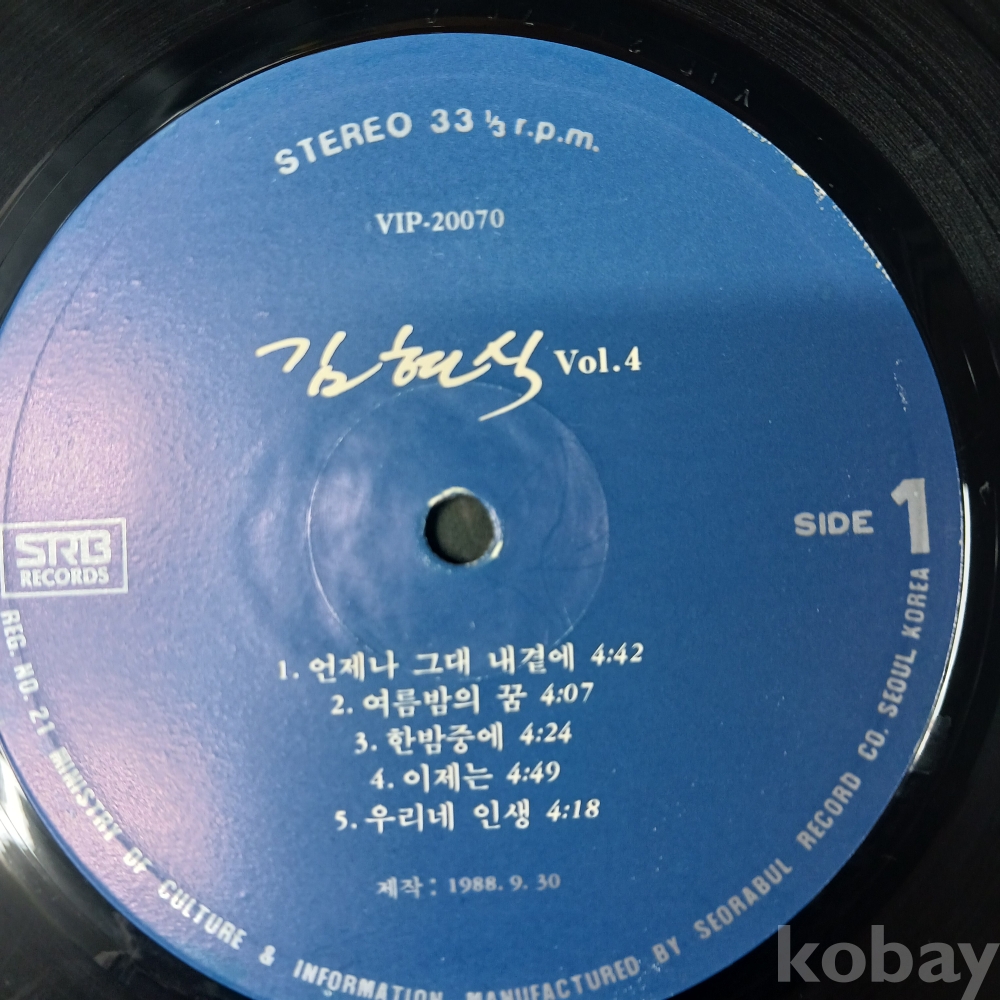 STEREO 33 ⅓ r.p.m.
VIP-20070
김현식 Vol.4
SIDE 1
SRB
RECORDS
1. 언제나 그대 내곁에 4:42
2. 여름밤의 꿈 4:07
3. 한밤중에 4:24
4. 이제는 4:49
5. 우리네 인생 4:18
제작 : 1988. 9. 30
REG. NO. 21 MINISTRY OF CULTURE & INFORMATION MANUFACTURED BY SEORABUL RECORD CO. SEOUL KOREA
kobay